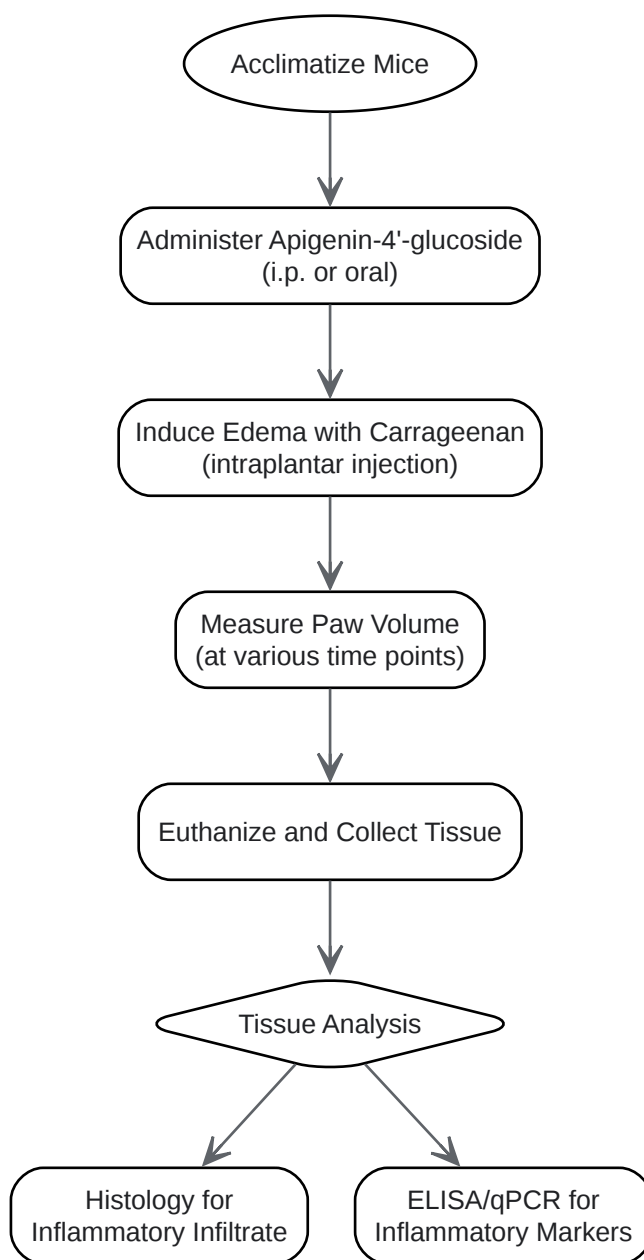 Acclimatize Mice
Administer Apigenin-4'-glucoside
(i.p. or oral)
Induce Edema with Carrageenan
(intraplantar injection)
Measure Paw Volume
(at various time points)
Euthanize and Collect Tissue
Tissue Analysis
Histology for
Inflammatory Infiltrate
ELISA/qPCR for
Inflammatory Markers